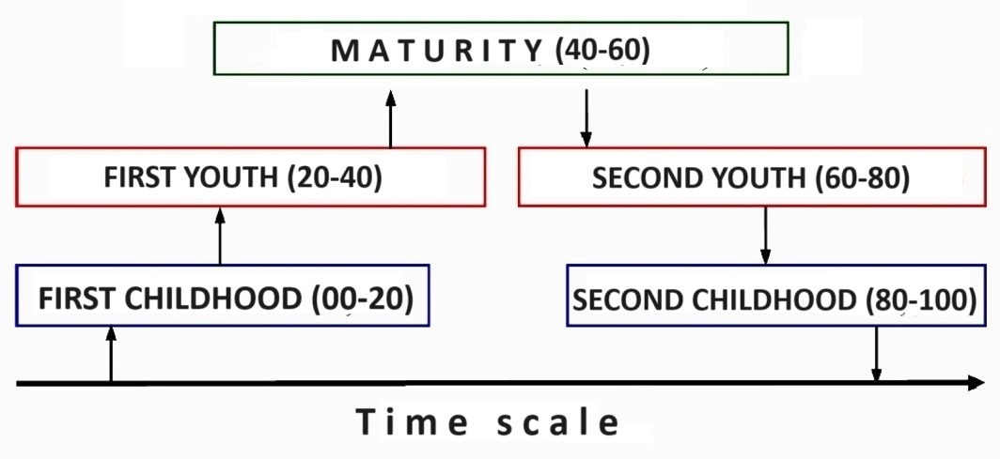 MATURITY (40-60)
FIRST YOUTH (20-40)
SECOND YOUTH (60-80)
FIRST CHILDHOOD (00-20)
SECOND CHILDHOOD (80-100)
Time scale